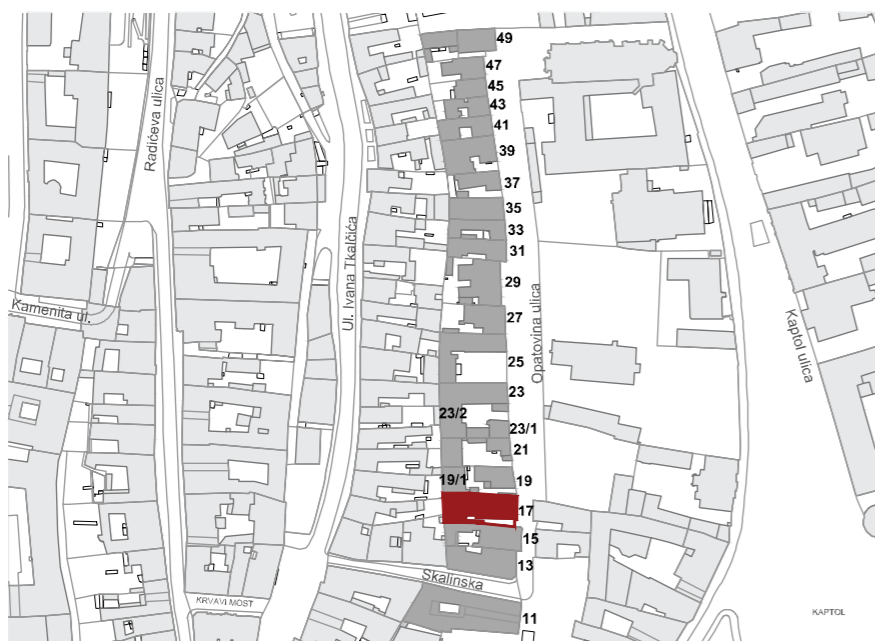 49
47
45
43
41
39
37
35
33
31
29
27
25
23
23/2
23/1
21
19/1
19
17
15
13
11
Radićeva ulica
Kamenita ul.
Ul. Ivana Tkalčića
Opatovina ulica
Kaptol ulica
Skalinska
KRVAVI MOST
KAPTOL